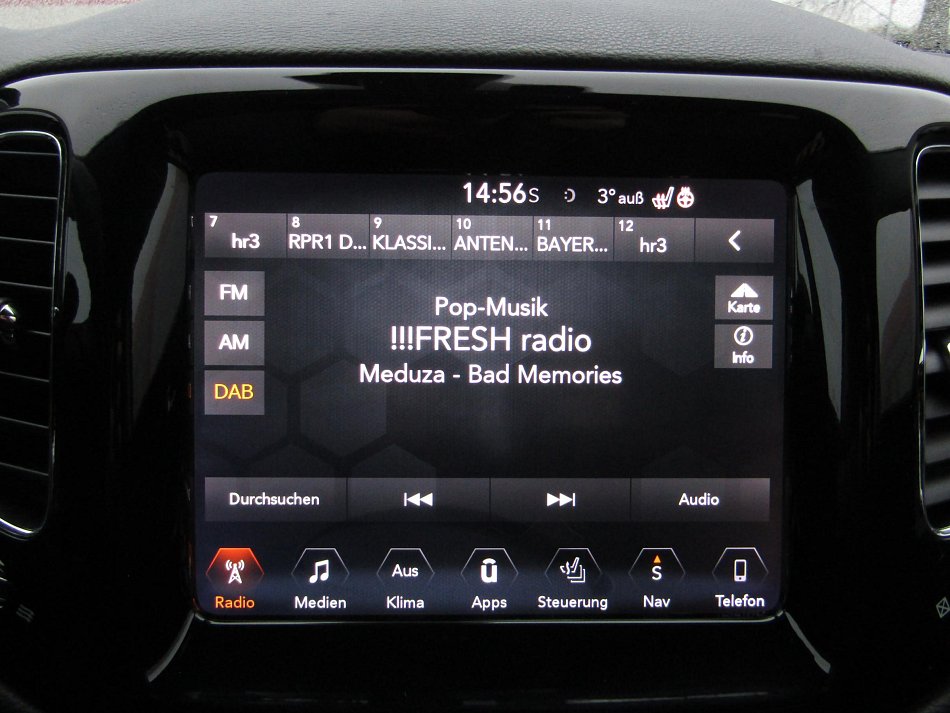 14:56 S 3° auß
7 hr3 8 RPR1 D... 9 KLASSI... 10 ANTEN... 11 BAYER... 12 hr3
FM
AM
DAB
Pop-Musik
!!!FRESH radio
Meduza - Bad Memories
Karte
Info
Durchsuchen Audio
Aus S
Radio Medien Klima Apps Steuerung Nav Telefon